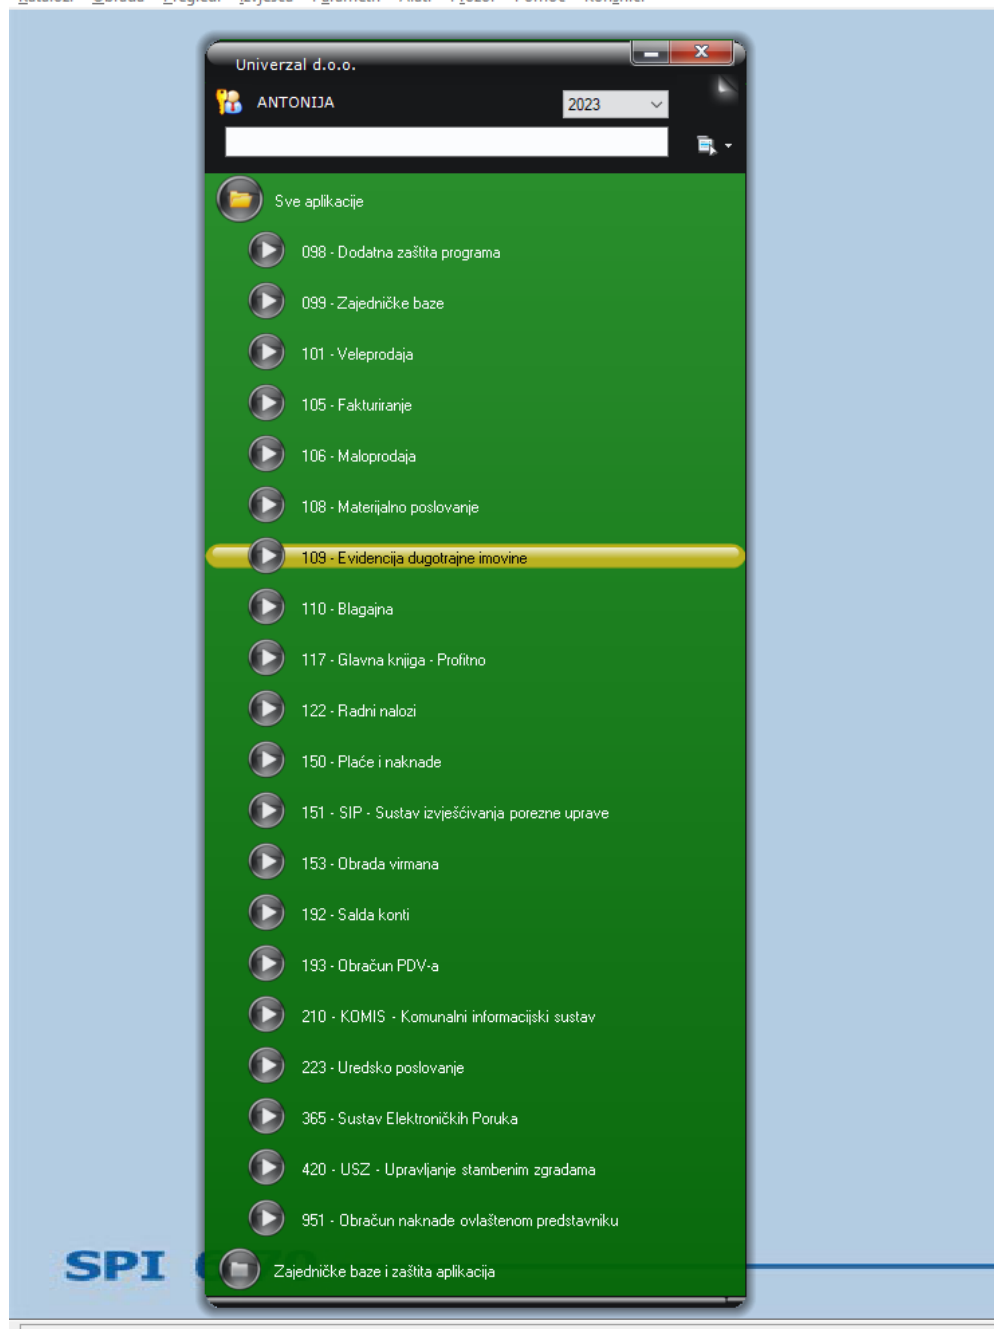 Univerzal d.o.o.
ANTONIJA
2023
Sve aplikacije
098 - Dodatna zaštita programa
099 - Zajedničke baze
101 - Veleprodaja
105 - Fakturiranje
106 - Maloprodaja
108 - Materijalno poslovanje
109 - Evidencija dugotrajne imovine
110 - Blagajna
117 - Glavna knjiga - Profitno
122 - Radni nalozi
150 - Plaće i naknade
151 - SIP - Sustav izvješćivanja porezne uprave
153 - Obrada virmana
192 - Salda konti
193 - Obračun PDV-a
210 - KOMIS - Komunalni informacijski sustav
223 - Uredsko poslovanje
365 - Sustav Elektroničkih Poruka
420 - USZ - Upravljanje stambenim zgradama
951 - Obračun naknade ovlaštenom predstavniku
SPI
Zajedničke baze i zaštita aplikacija